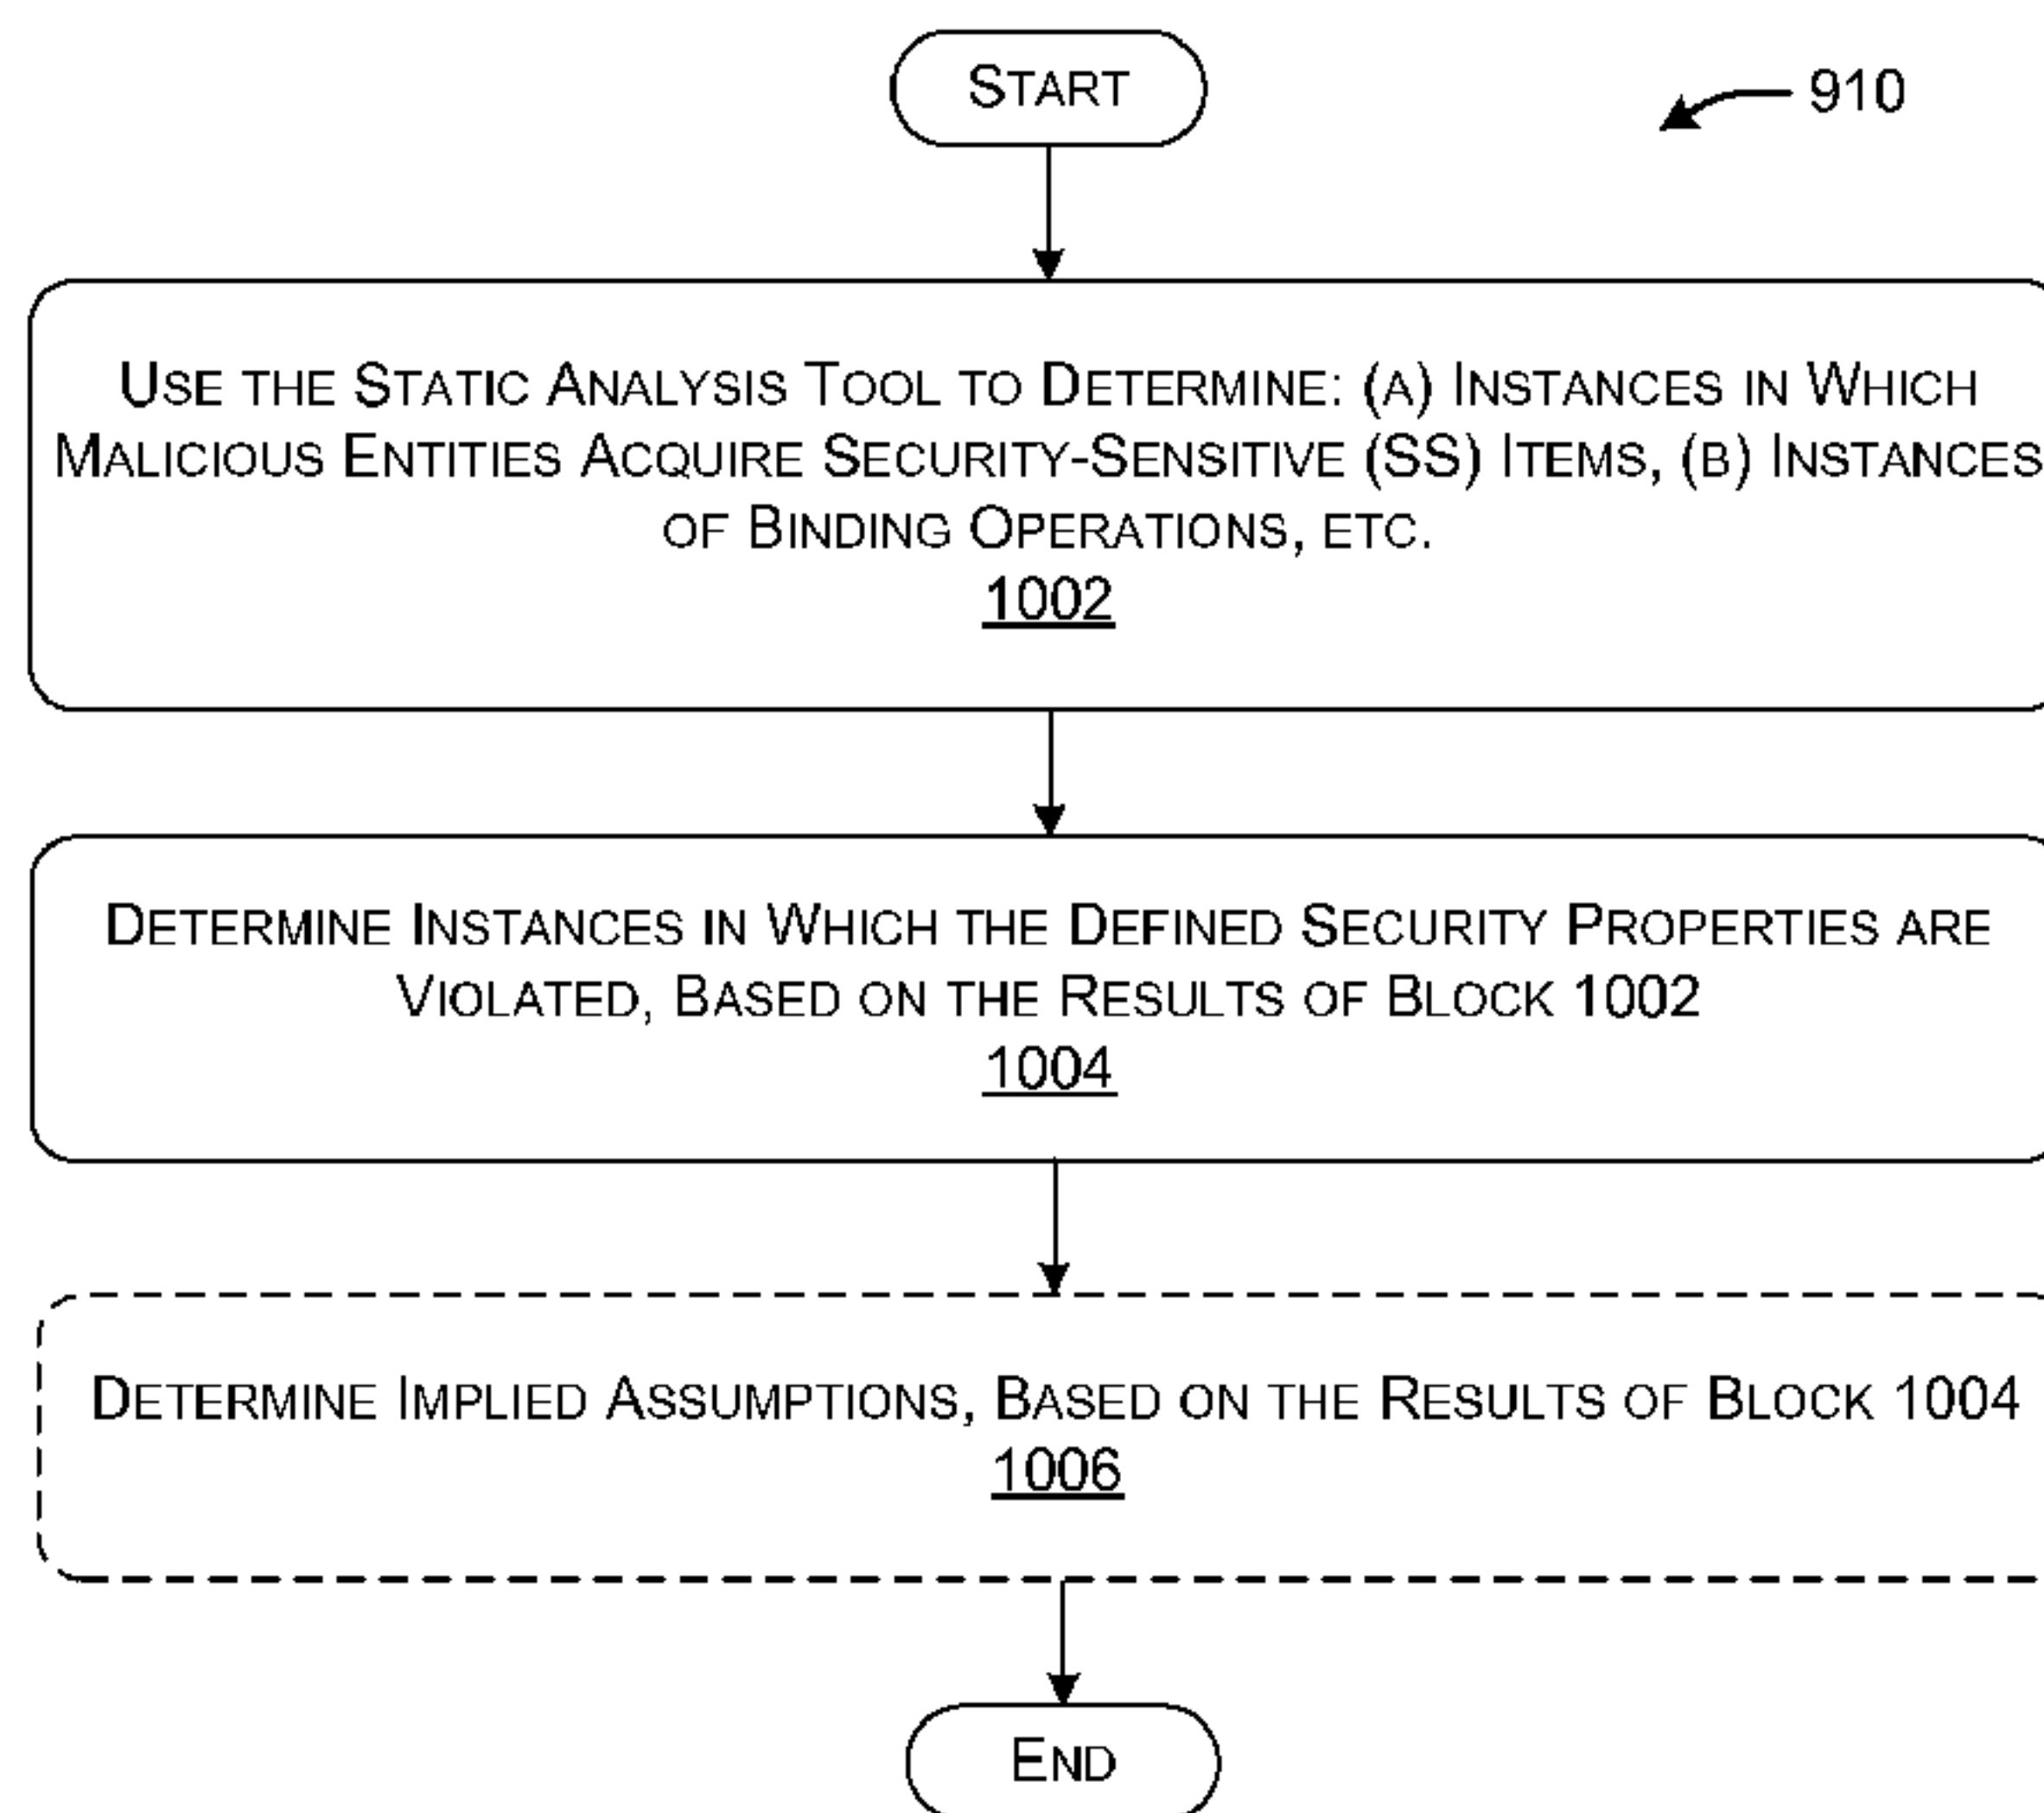 START
910
USE THE STATIC ANALYSIS TOOL TO DETERMINE: (A) INSTANCES IN WHICH
MALICIOUS ENTITIES ACQUIRE SECURITY-SENSITIVE (SS) ITEMS, (B) INSTANCES
OF BINDING OPERATIONS, ETC.
1002
DETERMINE INSTANCES IN WHICH THE DEFINED SECURITY PROPERTIES ARE
VIOLATED, BASED ON THE RESULTS OF BLOCK 1002
1004
DETERMINE IMPLIED ASSUMPTIONS, BASED ON THE RESULTS OF BLOCK 1004
1006
END